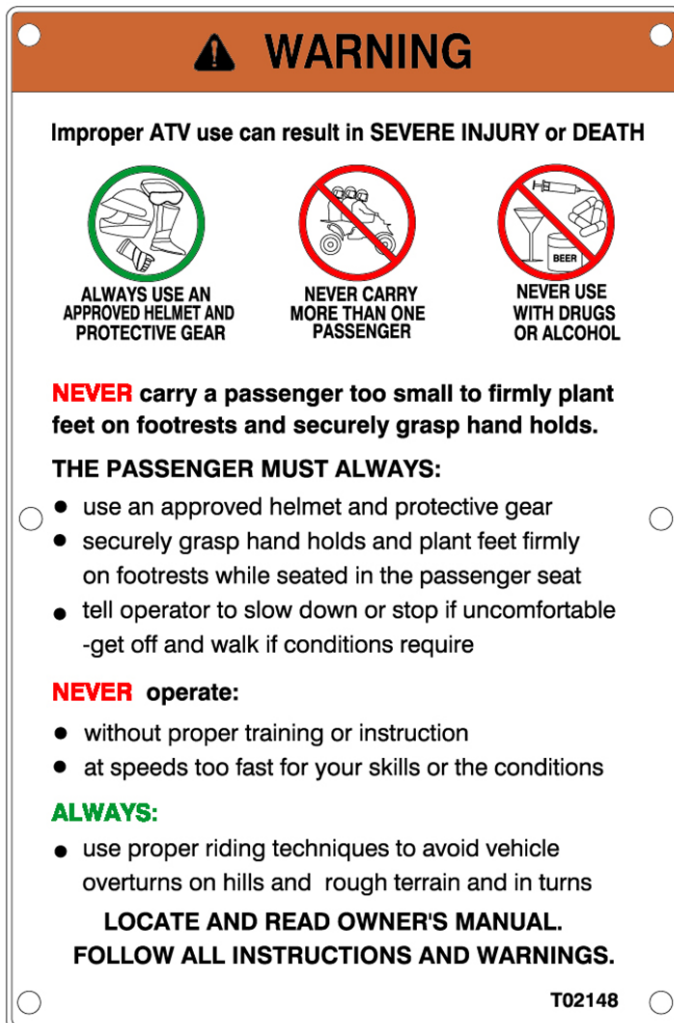 WARNING
Improper ATV use can result in SEVERE INJURY or DEATH
ALWAYS USE AN
APPROVED HELMET AND
PROTECTIVE GEAR
NEVER CARRY
MORE THAN ONE
PASSENGER
BEER
NEVER USE
WITH DRUGS
OR ALCOHOL
NEVER carry a passenger too small to firmly plant
feet on footrests and securely grasp hand holds.
THE PASSENGER MUST ALWAYS:
● use an approved helmet and protective gear
● securely grasp hand holds and plant feet firmly
on footrests while seated in the passenger seat
● tell operator to slow down or stop if uncomfortable
-get off and walk if conditions require
NEVER operate:
● without proper training or instruction
● at speeds too fast for your skills or the conditions
ALWAYS:
● use proper riding techniques to avoid vehicle
overturns on hills and rough terrain and in turns
LOCATE AND READ OWNER'S MANUAL.
FOLLOW ALL INSTRUCTIONS AND WARNINGS.
T02148